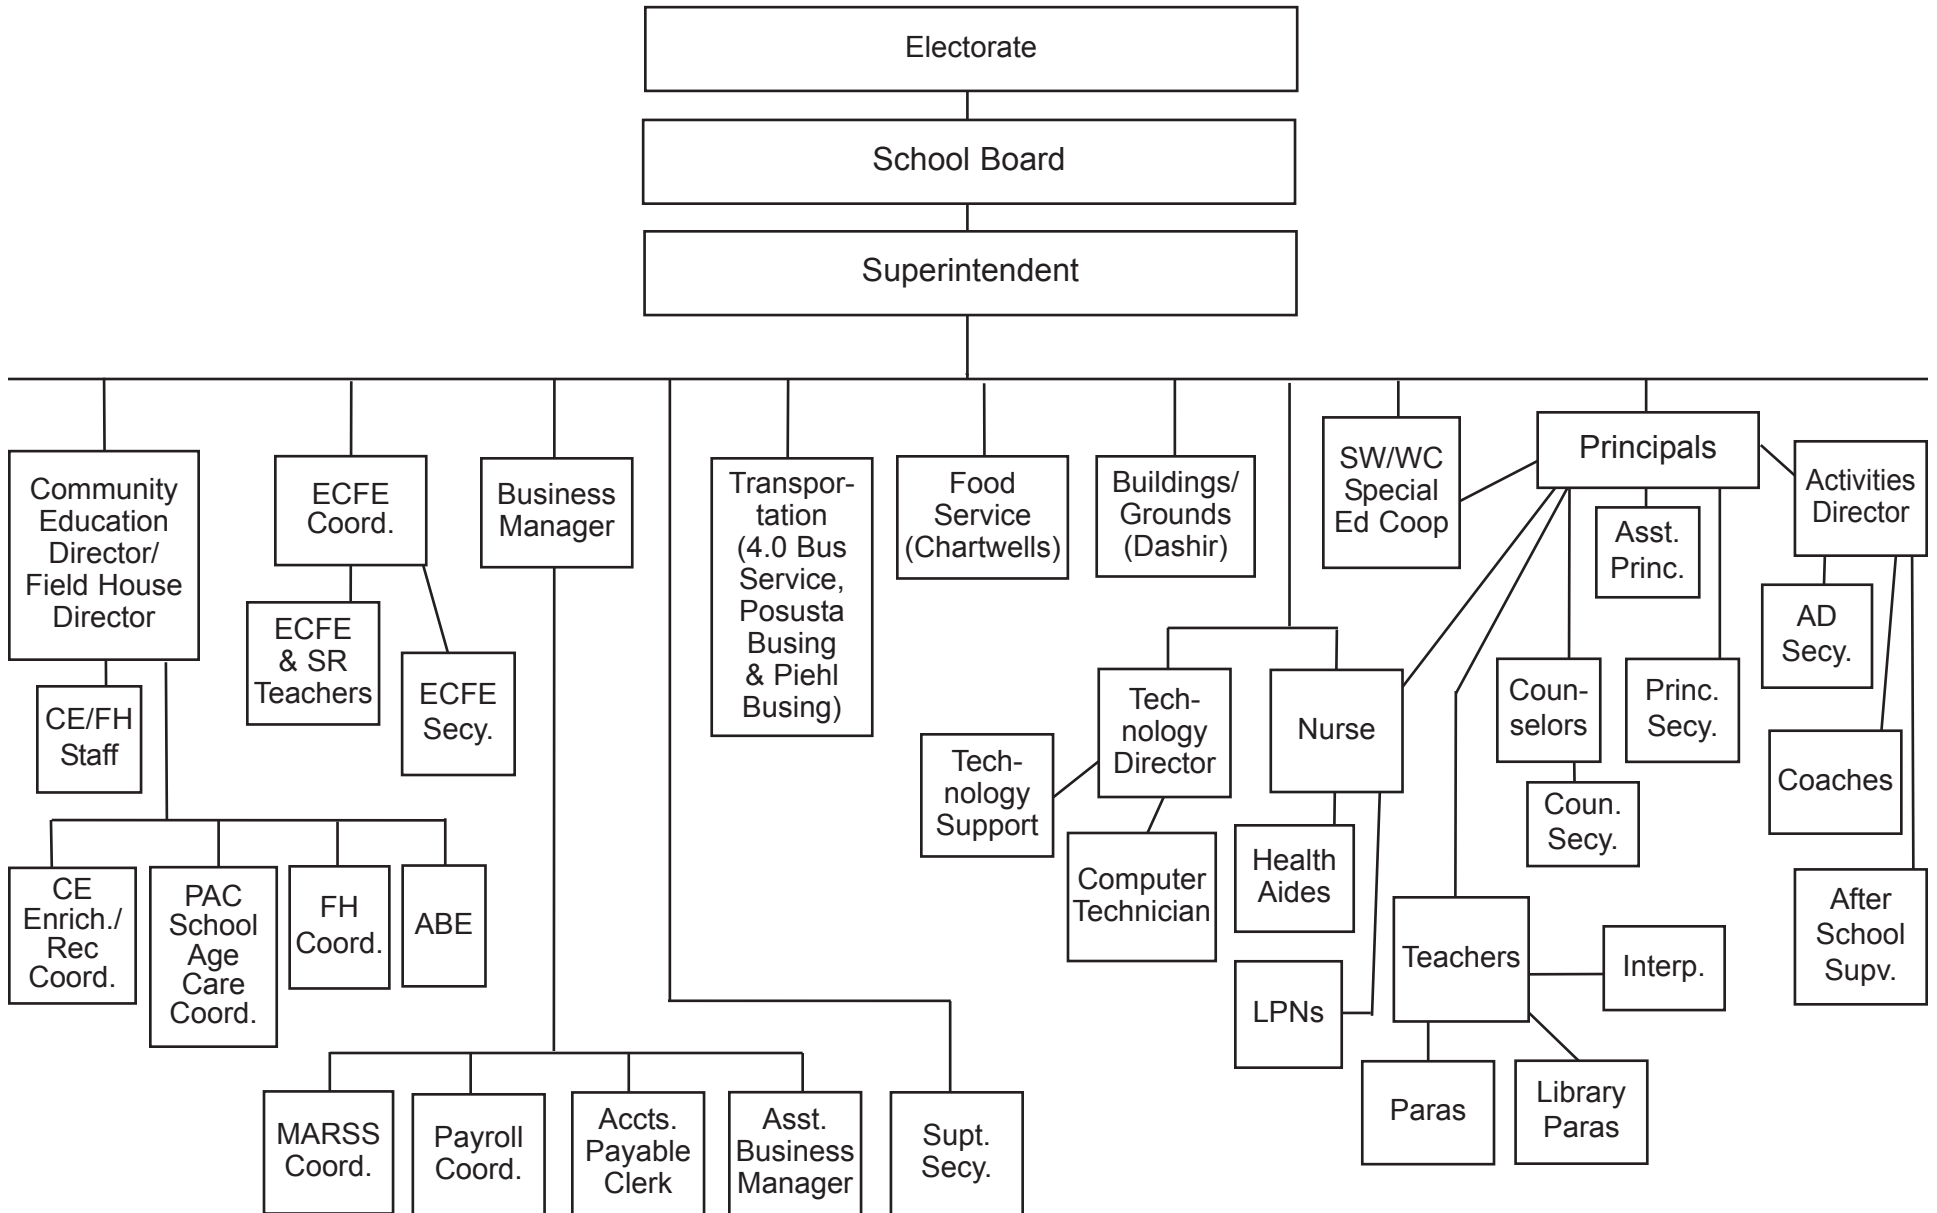 Electorate
School Board
Superintendent
Community
Education
Director/
Field House
Director
ECFE
Coord.
Business
Manager
Transpor-
tation
(4.0 Bus
Service,
Posusta
Busing
& Piehl
Busing)
Food
Service
(Chartwells)
Buildings/
Grounds
(Dashir)
SW/WC
Special
Ed Coop
Principals
Activities
Director
Asst.
Princ.
CE/FH
Staff
ECFE
& SR
Teachers
ECFE
Secy.
Tech-
nology
Support
Tech-
nology
Director
Nurse
Coun-
selors
Princ.
Secy.
AD
Secy.
Coaches
Computer
Technician
Health
Aides
Coun.
Secy.
CE
Enrich./
Rec
Coord.
PAC
School
Age
Care
Coord.
FH
Coord.
ABE
LPNs
Teachers
Interp.
After
School
Supv.
Paras
Library
Paras
MARSS
Coord.
Payroll
Coord.
Accts.
Payable
Clerk
Asst.
Business
Manager
Supt.
Secy.